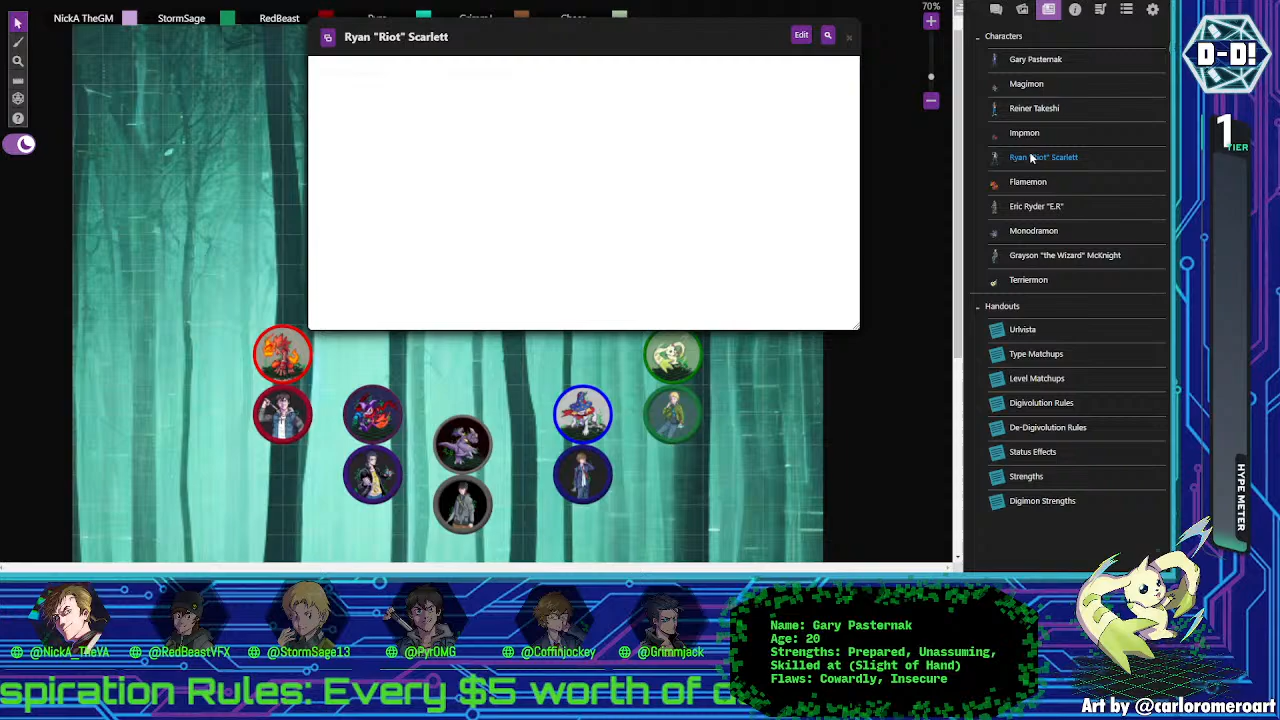 NickA TheGM
StormSage
RedBeast
70%
Ryan "Riot" Scarlett
Edit
Characters
Gary Pasternak
Magimon
Reiner Takeshi
Impmon
Ryan "Riot" Scarlett
Flamemon
Eric Ryder "E.R"
Monodramon
Grayson "the Wizard" McKnight
Terriermon
Handouts
Urlvista
Type Matchups
Level Matchups
Digivolution Rules
De-Digivolution Rules
Status Effects
Strengths
Digimon Strengths
D-D!
1
TIER
HYPE METER
@NickA_TheVA
@RedBeastVFX
@StormSage13
@Pyr0MG
@Coffinjockey
@Grimmjack
spiration Rules: Every $5 worth of
Name: Gary Pasternak
Age: 20
Strengths: Prepared, Unassuming,
Skilled at (Slight of Hand)
Flaws: Cowardly, Insecure
Art by @carloromeroart